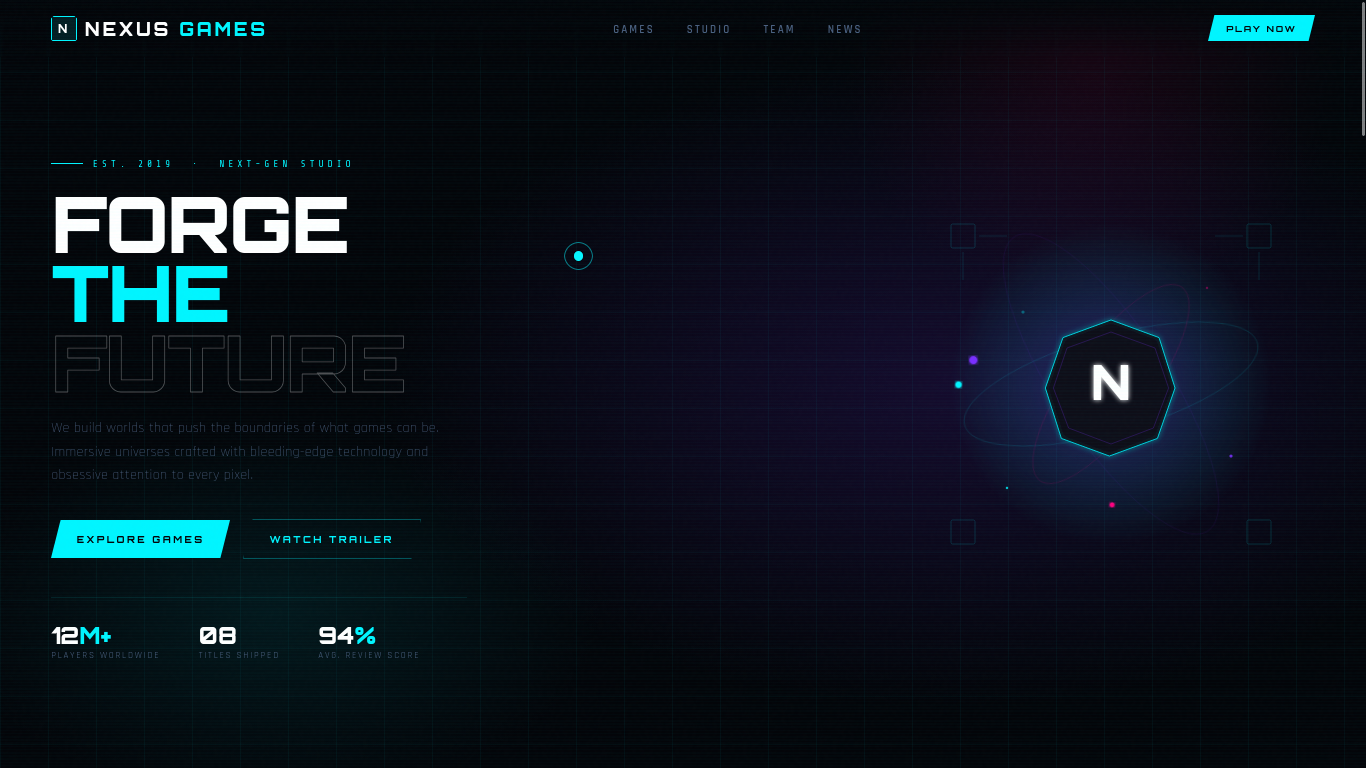 N NEXUS GAMES
GAMES STUDIO TEAM NEWS
PLAY NOW
EST. 2019 · NEXT-GEN STUDIO
FORGE
THE
FUTURE
We build worlds that push the boundaries of what games can be.
Immersive universes crafted with bleeding-edge technology and
obsessive attention to every pixel.
EXPLORE GAMES
WATCH TRAILER
12M+ 08 94%
PLAYERS WORLDWIDE TITLES SHIPPED AVG. REVIEW SCORE
N